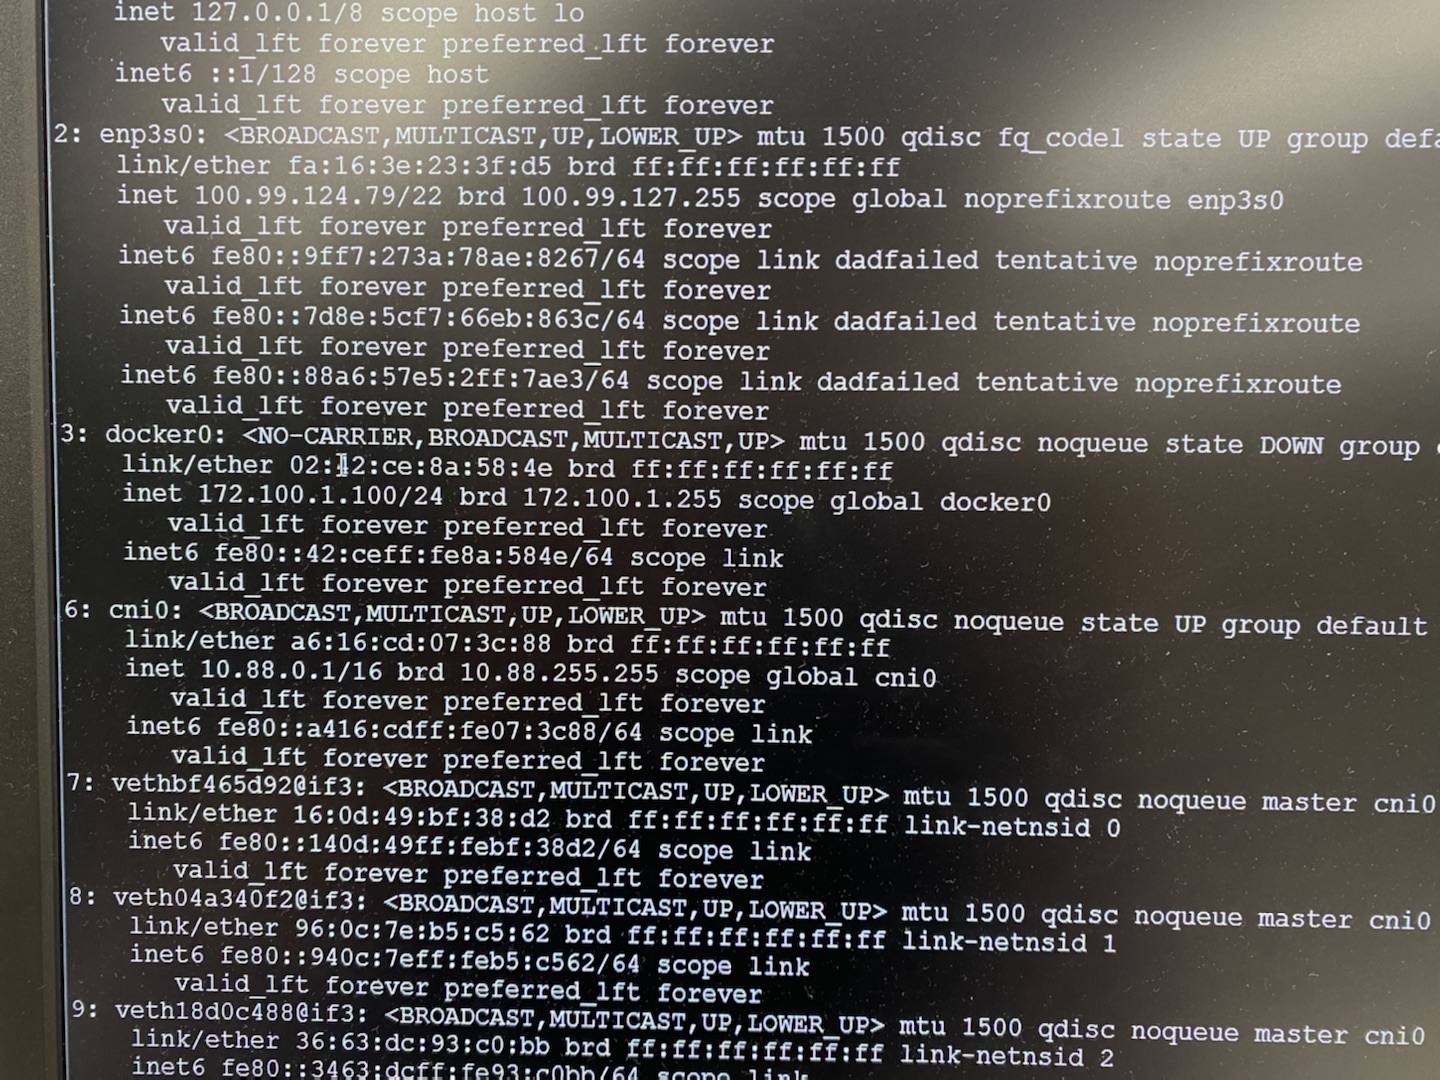 inet 127.0.0.1/8 scope host lo
valid_lft forever preferred_lft forever
inet6 ::1/128 scope host
valid_lft forever preferred_lft forever
2: enp3s0: <BROADCAST,MULTICAST,UP,LOWER_UP> mtu 1500 qdisc fq_codel state UP group defa
link/ether fa:16:3e:23:3f:d5 brd ff:ff:ff:ff:ff:ff
inet 100.99.124.79/22 brd 100.99.127.255 scope global noprefixroute enp3s0
valid_lft forever preferred_lft forever
inet6 fe80::9ff7:273a:78ae:8267/64 scope link dadfailed tentative noprefixroute
valid_lft forever preferred_lft forever
inet6 fe80::7d8e:5cf7:66eb:863c/64 scope link dadfailed tentative noprefixroute
valid_lft forever preferred_lft forever
inet6 fe80::88a6:57e5:2ff:7ae3/64 scope link dadfailed tentative noprefixroute
valid_lft forever preferred_lft forever
3: docker0: <NO-CARRIER,BROADCAST,MULTICAST,UP> mtu 1500 qdisc noqueue state DOWN group
link/ether 02:42:ce:8a:58:4e brd ff:ff:ff:ff:ff:ff
inet 172.100.1.100/24 brd 172.100.1.255 scope global docker0
valid_lft forever preferred_lft forever
inet6 fe80::42:ceff:fe8a:584e/64 scope link
valid_lft forever preferred_lft forever
6: cni0: <BROADCAST,MULTICAST,UP,LOWER_UP> mtu 1500 qdisc noqueue state UP group default
link/ether a6:16:cd:07:3c:88 brd ff:ff:ff:ff:ff:ff
inet 10.88.0.1/16 brd 10.88.255.255 scope global cni0
valid_lft forever preferred_lft forever
inet6 fe80::a416:cdff:fe07:3c88/64 scope link
valid_lft forever preferred_lft forever
7: vethbf465d92@if3: <BROADCAST,MULTICAST,UP,LOWER_UP> mtu 1500 qdisc noqueue master cni0
link/ether 16:0d:49:bf:38:d2 brd ff:ff:ff:ff:ff:ff link-netnsid 0
inet6 fe80::140d:49ff:febf:38d2/64 scope link
valid_lft forever preferred_lft forever
8: veth04a340f2@if3: <BROADCAST,MULTICAST,UP,LOWER_UP> mtu 1500 qdisc noqueue master cni0
link/ether 96:0c:7e:b5:c5:62 brd ff:ff:ff:ff:ff:ff link-netnsid 1
inet6 fe80::940c:7eff:feb5:c562/64 scope link
valid_lft forever preferred_lft forever
9: veth18d0c488@if3: <BROADCAST,MULTICAST,UP,LOWER_UP> mtu 1500 qdisc noqueue master cni0
link/ether 36:63:dc:93:c0:bb brd ff:ff:ff:ff:ff:ff link-netnsid 2
inet6 fe80::3463:dcff:fe93:c0bb/64 scope link